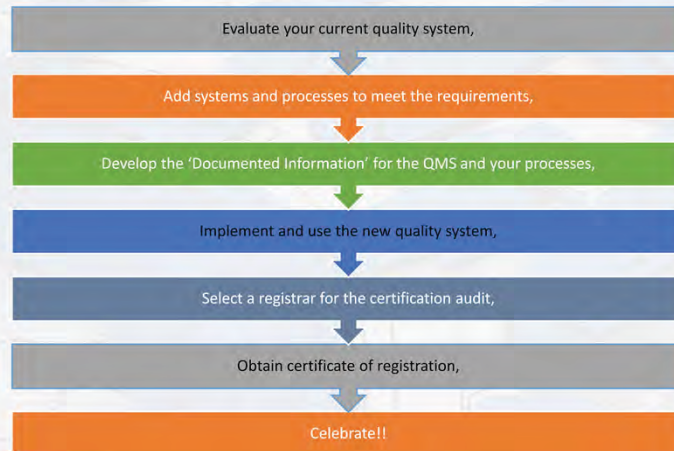 Evaluate your current quality system,
Add systems and processes to meet the requirements,
Develop the ‘Documented Information’ for the QMS and your processes,
Implement and use the new quality system,
Select a registrar for the certification audit,
Obtain certificate of registration,
Celebrate!!